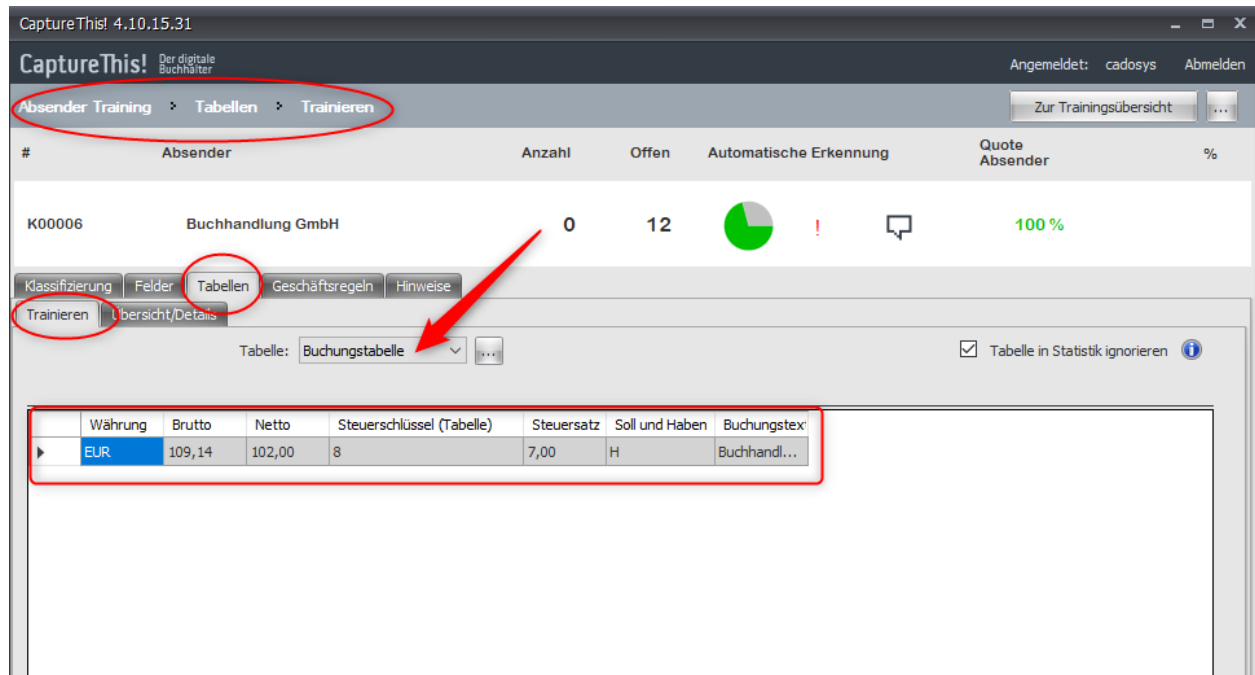 CaptureThis! 4.10.15.31
CaptureThis! Der digitale Buchhalter
Angemeldet: cadosys Abmelden
Absender Training Tabellen Trainieren
Zur Trainingsübersicht ...
# Absender Anzahl Offen Automatische Erkennung Quote Absender %
K00006 Buchhandlung GmbH 0 12 ! 100 %
Klassifizierung Felder Tabellen Geschäftsregeln Hinweise
Trainieren Übersicht/Details
Tabelle: Buchungstabelle ... Tabelle in Statistik ignorieren
Währung Brutto Netto Steuerschlüssel (Tabelle) Steuersatz Soll und Haben Buchungstex
EUR 109,14 102,00 8 7,00 H Buchhandl...